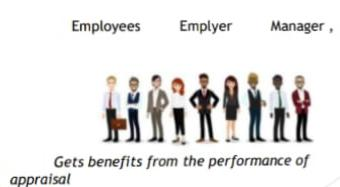 Employees Emplyer Manager ,
Gets benefits from the performance of
appraisal